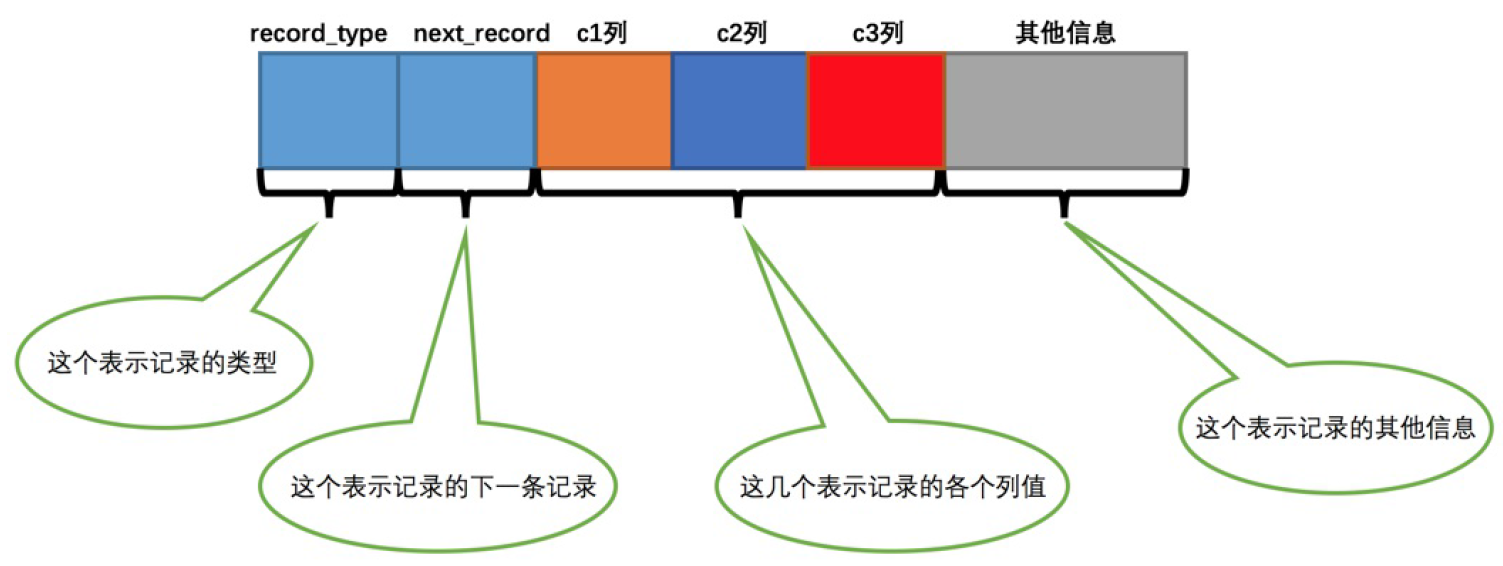 record_type next_record c1列 c2列 c3列 其他信息
这个表示记录的类型
这个表示记录的其他信息
这个表示记录的下一条记录
这几个表示记录的各个列值